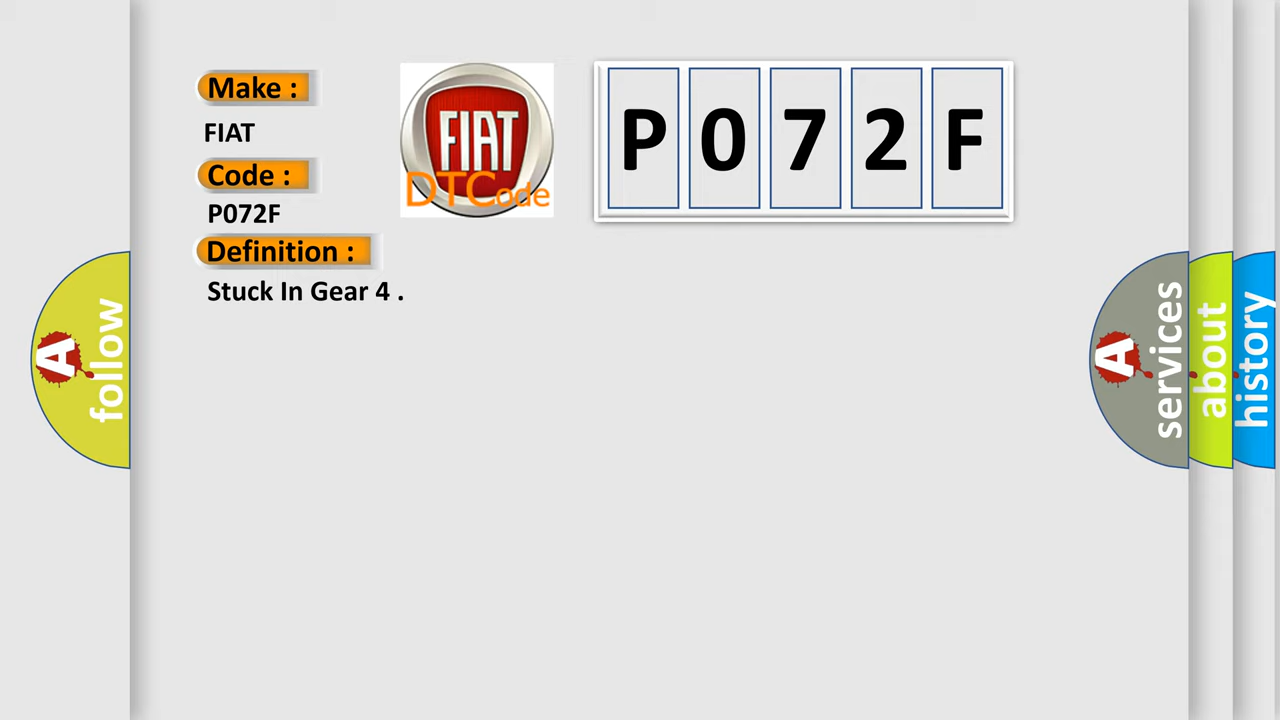 Make :
FIAT
Code :
P072F
Definition :
Stuck In Gear 4 .
FIAT
DTCode
P 0 7 2 F
A
follow
A
services
about
history